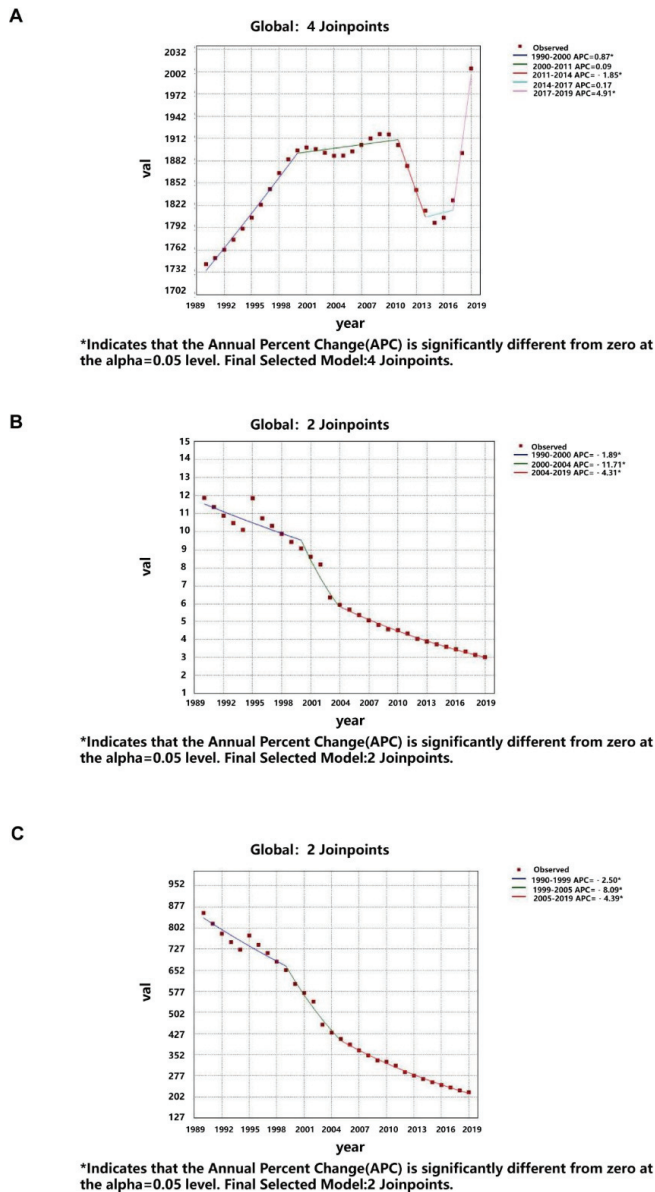 A
Global: 4 Joinpoints
Observed
1990-2000 APC=0.87*
2000-2011 APC=0.09
2011-2014 APC= - 1.85*
2014-2017 APC=0.17
2017-2019 APC=4.91*
2032
2002
1972
1942
1912
1882
1852
1822
1792
1762
1732
1702
val
1989 1992 1995 1998 2001 2004 2007 2010 2013 2016 2019
year
*Indicates that the Annual Percent Change(APC) is significantly different from zero at
the alpha=0.05 level. Final Selected Model:4 Joinpoints.
B
Global: 2 Joinpoints
Observed
1990-2000 APC= - 1.89*
2000-2004 APC= - 11.71*
2004-2019 APC= - 4.31*
15
14
13
12
11
10
9
8
7
6
5
4
3
2
1
val
1989 1992 1995 1998 2001 2004 2007 2010 2013 2016 2019
year
*Indicates that the Annual Percent Change(APC) is significantly different from zero at
the alpha=0.05 level. Final Selected Model:2 Joinpoints.
C
Global: 2 Joinpoints
Observed
1990-1999 APC= - 2.50*
1999-2005 APC= - 8.09*
2005-2019 APC= - 4.39*
952
877
802
727
652
577
502
427
352
277
202
127
val
1989 1992 1995 1998 2001 2004 2007 2010 2013 2016 2019
year
*Indicates that the Annual Percent Change(APC) is significantly different from zero at
the alpha=0.05 level. Final Selected Model:2 Joinpoints.